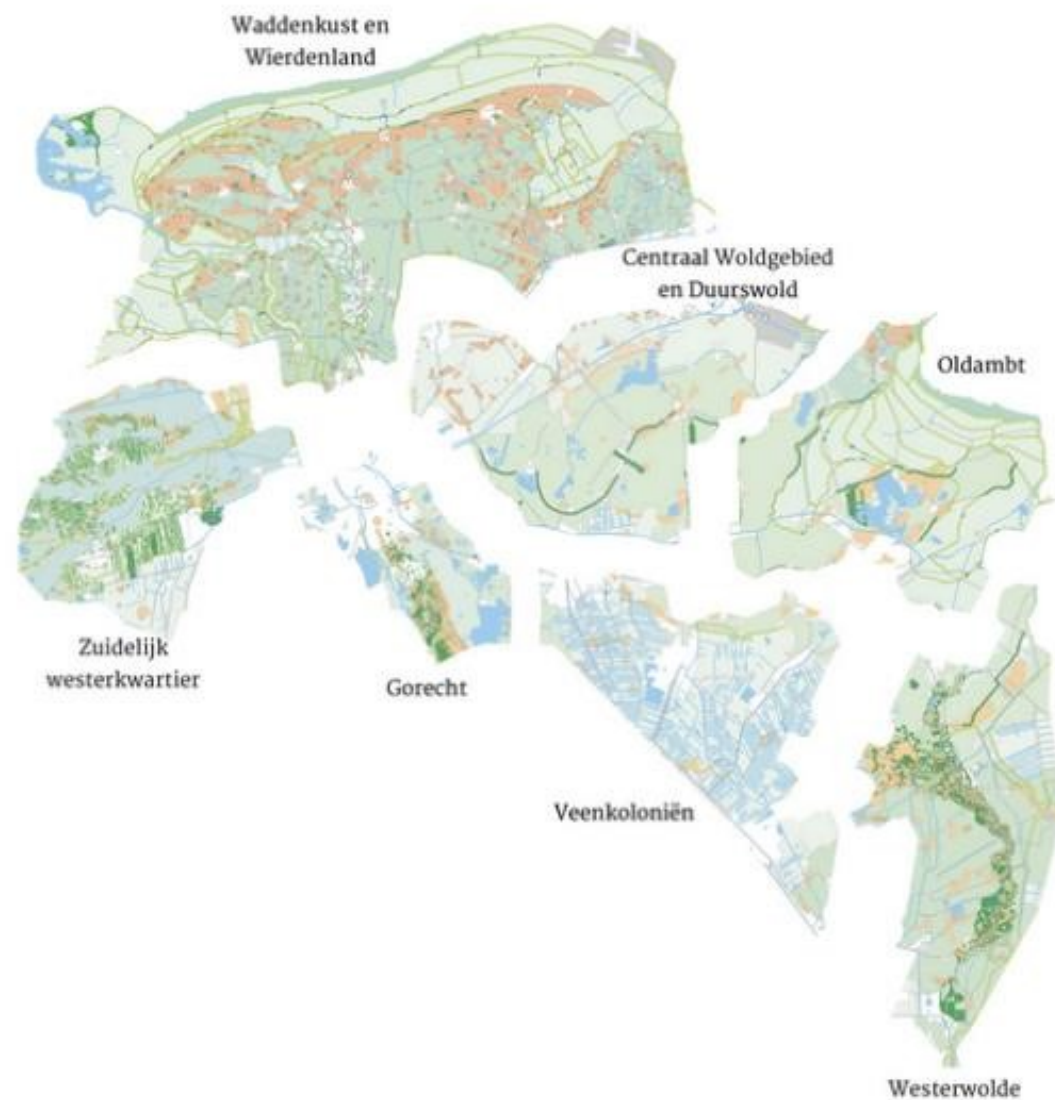 Waddenkust en
Wierdenland
Centraal Woldgebied
en Duurswold
Oldambt
Zuidelijk
westerkwartier
Gorecht
Veenkoloniën
Westerwolde